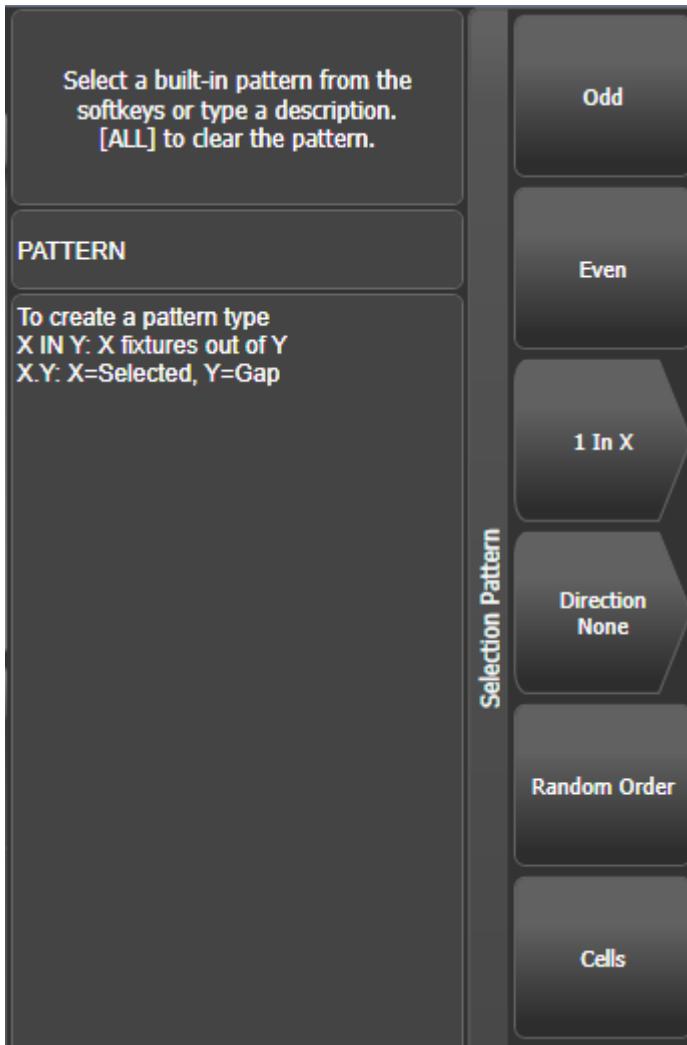 Select a built-in pattern from the
softkeys or type a description.
[ALL] to clear the pattern.
PATTERN
To create a pattern type
X IN Y: X fixtures out of Y
X.Y: X=Selected, Y=Gap
Selection Pattern
Odd
Even
1 In X
Direction
None
Random Order
Cells